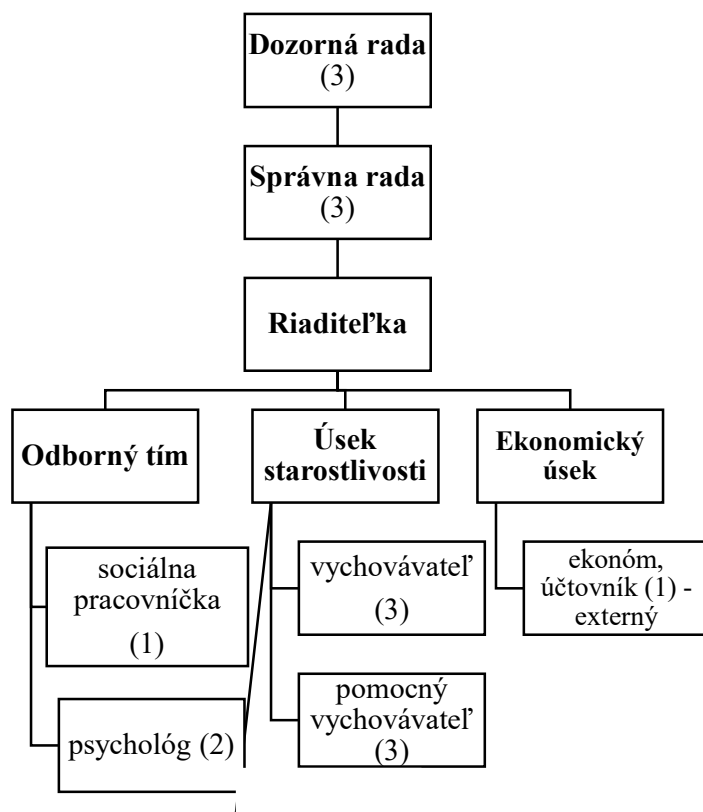 Dozorná rada
(3)
Správna rada
(3)
Riaditeľka
Odborný tím
Úsek
starostlivosti
Ekonomický
úsek
sociálna
pracovníčka
(1)
psychológ (2)
vychovávateľ
(3)
pomocný
vychovávateľ
(3)
ekonóm,
účtovník (1) -
externý